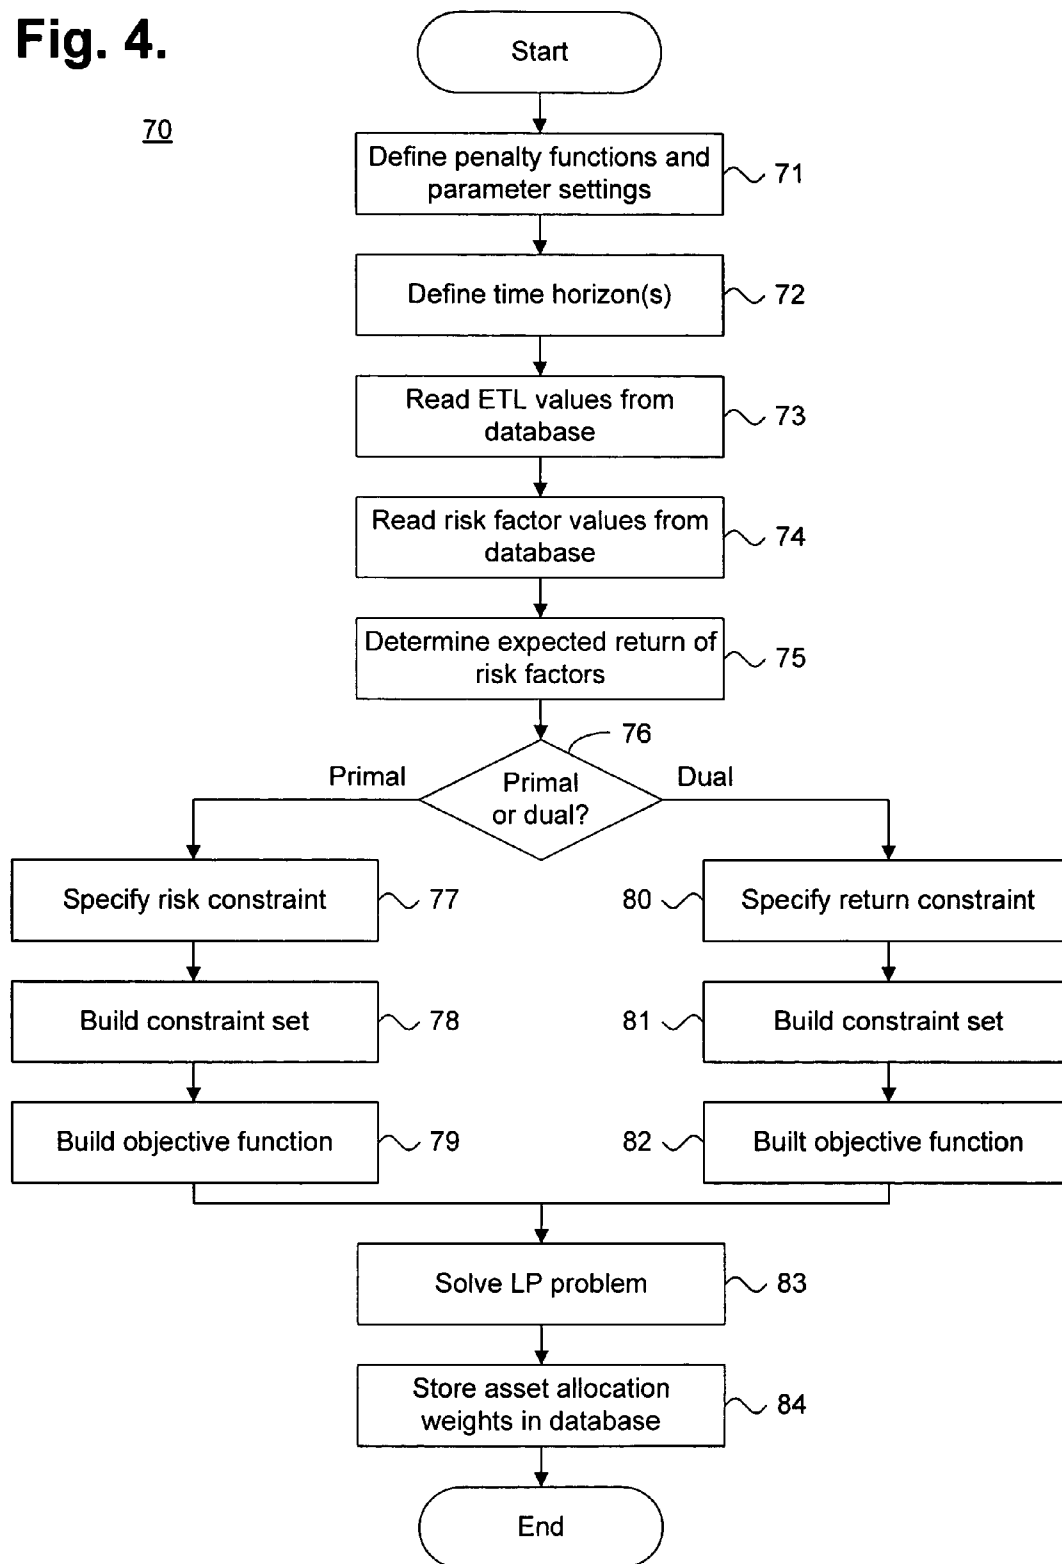 Fig. 4.
Start
70
Define penalty functions and
parameter settings
71
Define time horizon(s)
72
Read ETL values from
database
73
Read risk factor values from
database
74
Determine expected return of
risk factors
75
76
Primal
Primal
or dual?
Dual
Specify risk constraint
77
80
Specify return constraint
Build constraint set
78
81
Build constraint set
Build objective function
79
82
Built objective function
Solve LP problem
83
Store asset allocation
weights in database
84
End